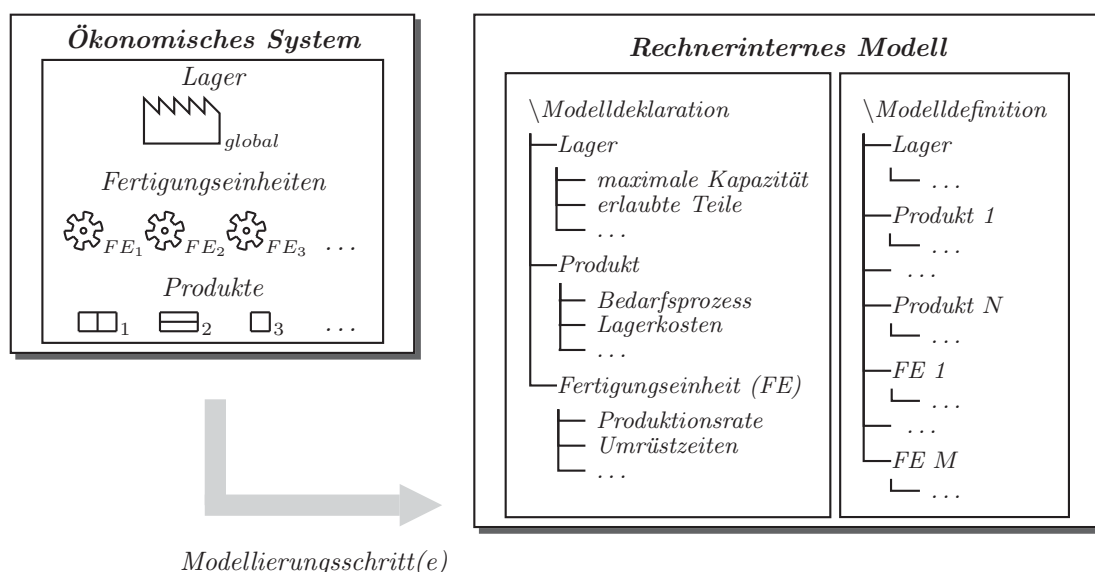 Ökonomisches System
Lager
global
Fertigungseinheiten
FE1 FE2 FE3 ...
Produkte
1 2 3 ...
Modellierungsschritt(e)
Rechnerinternes Modell
\Modelldeklaration
Lager
maximale Kapazität
erlaubte Teile
...
Produkt
Bedarfsprozess
Lagerkosten
...
Fertigungseinheit (FE)
Produktionsrate
Umrüstzeiten
...
\Modelldefinition
Lager
...
Produkt 1
...
...
Produkt N
...
FE 1
...
...
FE M
...